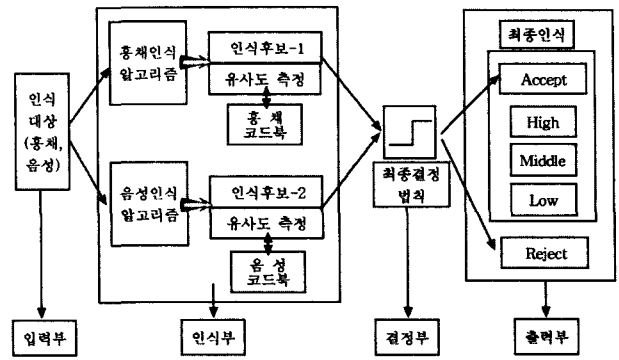 인식
대상
(홍채,
음성)
홍채인식
알고리즘
인식후보-1
유사도 측정
홍 채
코드북
음성인식
알고리즘
인식후보-2
유사도 측정
음 성
코드북
최종결정
법칙
최종인식
Accept
High
Middle
Low
Reject
입력부
인식부
결정부
출력부